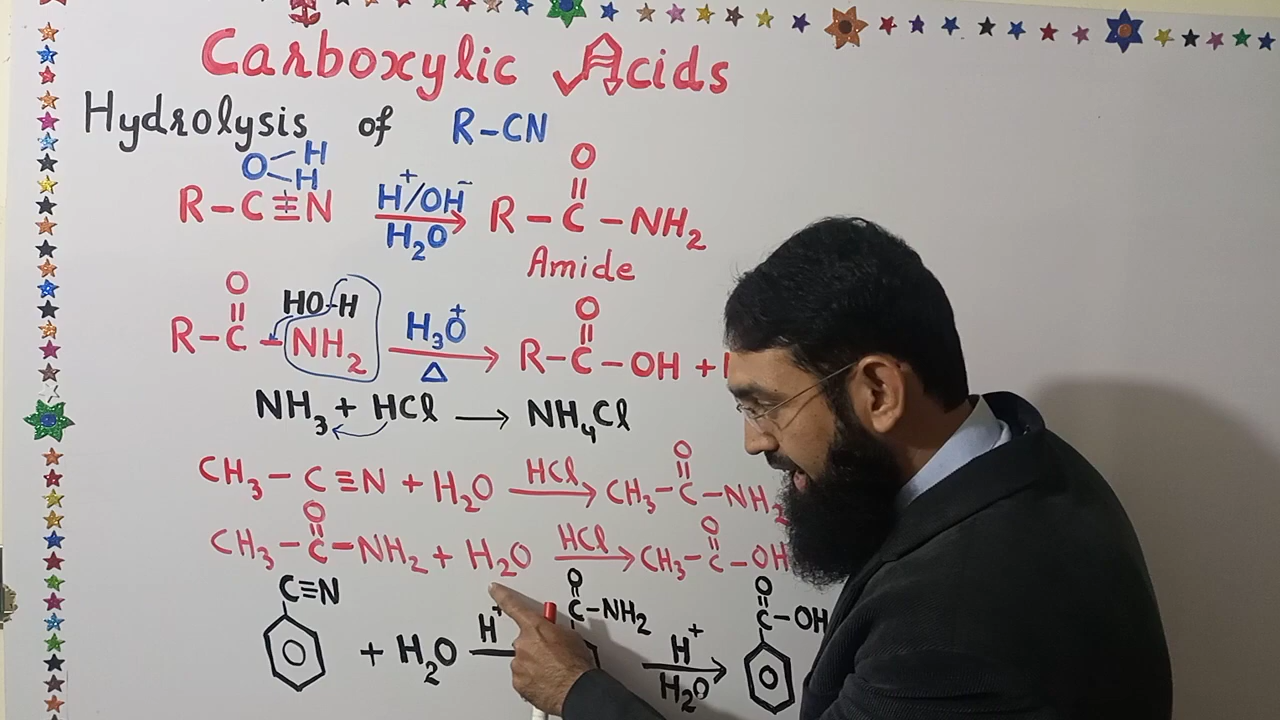 Carboxylic Acids
Hydrolysis of R-CN
O H
H
R-C≡N H⁺/OH⁻ H₂O R-C-NH₂
O
Amide
O HO-H O
R-C-NH₂ H₃O⁺ Δ R-C-OH +
NH₃ + HCl → NH₄Cl
O
CH₃-C≡N + H₂O HCl → CH₃-C-NH₂
O O
CH₃-C-NH₂ + H₂O HCl → CH₃-C-OH
C≡N O O
C-NH₂ C-OH
+ H₂O H⁺ H⁺ H₂O